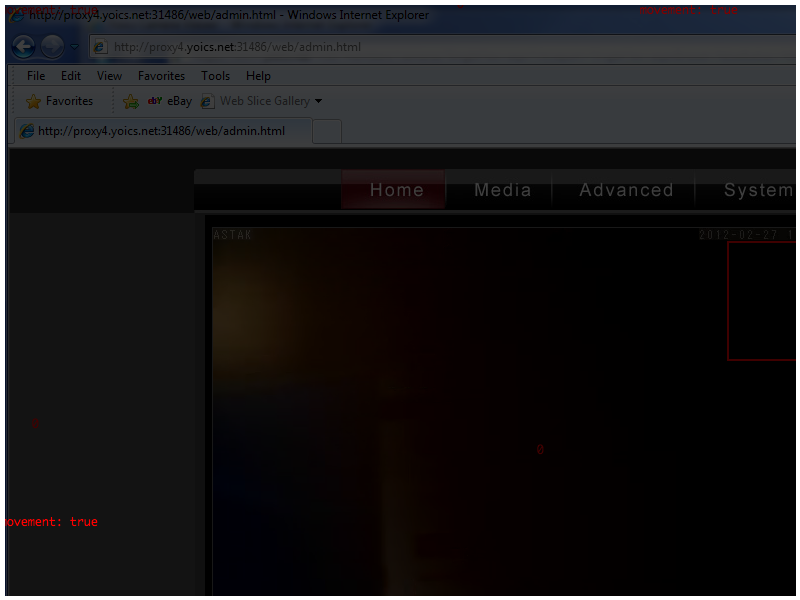 http://proxy4.yoics.net:31486/web/admin.html - Windows Internet Explorer
ovement: true
http://proxy4.yoics.net:31486/web/admin.html
File Edit View Favorites Tools Help
Favorites eBay Web Slice Gallery
http://proxy4.yoics.net:31486/web/admin.html
Home Media Advanced System
ASTAK 2012-02-27 1
0
ovement: true